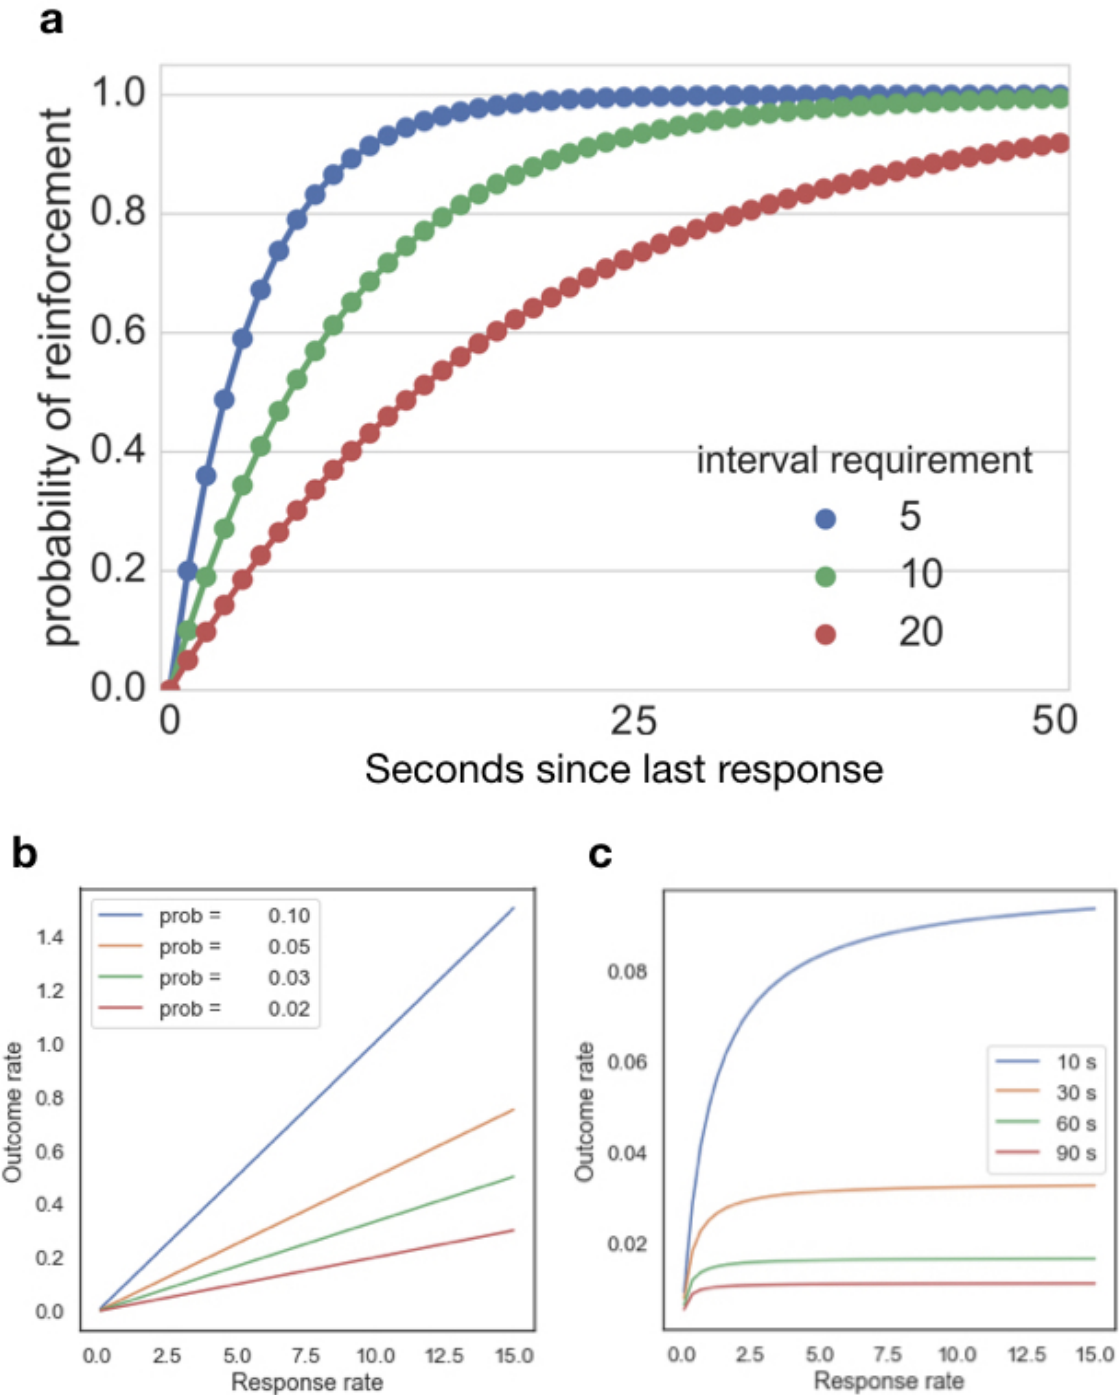 a
probability of reinforcement
1.0
0.8
0.6
0.4
0.2
0.0
interval requirement
5
10
20
0 25 50
Seconds since last response
b
Outcome rate
1.4
1.2
1.0
0.8
0.6
0.4
0.2
0.0
prob = 0.10
prob = 0.05
prob = 0.03
prob = 0.02
0.0 2.5 5.0 7.5 10.0 12.5 15.0
Response rate
c
Outcome rate
0.08
0.06
0.04
0.02
10 s
30 s
60 s
90 s
0.0 2.5 5.0 7.5 10.0 12.5 15.0
Response rate